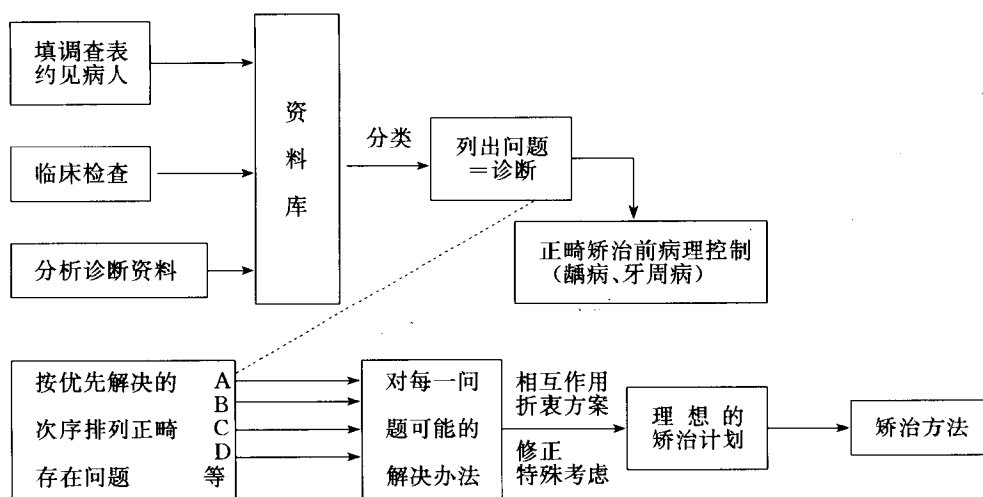 填调查表
约见病人
临床检查
分析诊断资料
资
料
库
分类
列出问题
=诊断
正畸矫治前病理控制
(龋病、牙周病)
按优先解决的 A
B
次序排列正畸 C
D
存在问题 等
对每一问
题可能的
解决办法
相互作用
折衷方案
修正
特殊考虑
理想的
矫治计划
矫治方法